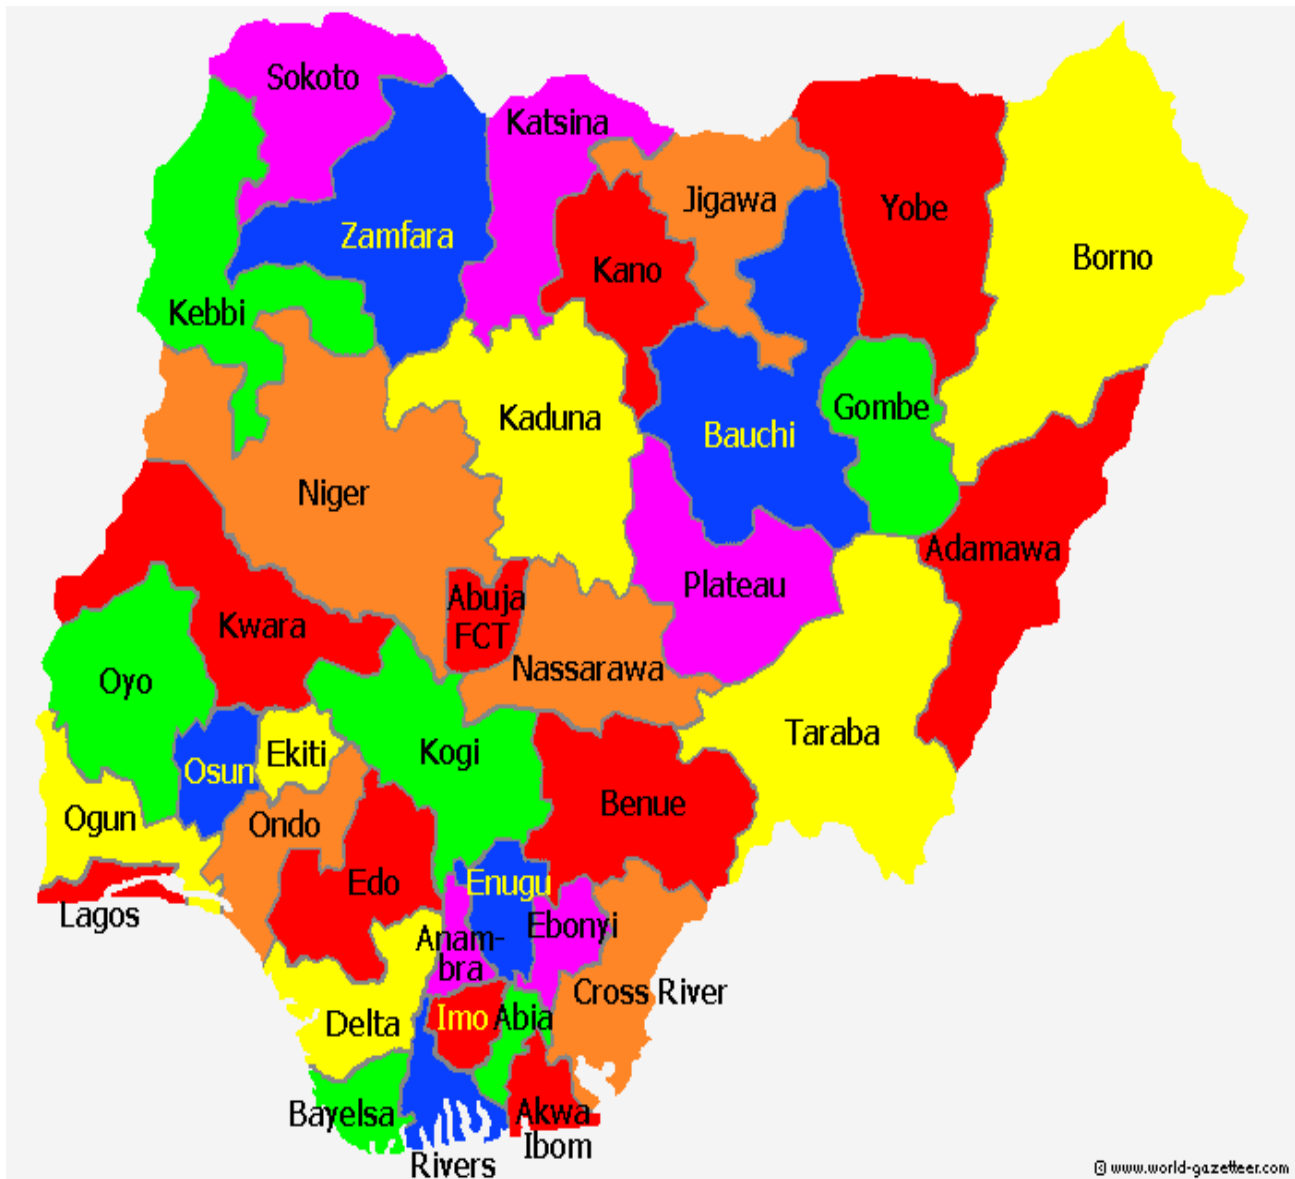 Sokoto
Katsina
Jigawa
Yobe
Zamfara
Borno
Kano
Kebbi
Gombe
Kaduna
Bauchi
Niger
Adamawa
Plateau
Abuja
FCT
Kwara
Nassarawa
Oyo
Taraba
Kogi
Ekiti
Osun
Benue
Ogun
Ondo
Edo
Enugu
Lagos
Ebonyi
Anam-
bra
Cross River
Imo
Abia
Delta
Bayelsa
Akwa
Ibom
Rivers
© www.world-gazetteer.com